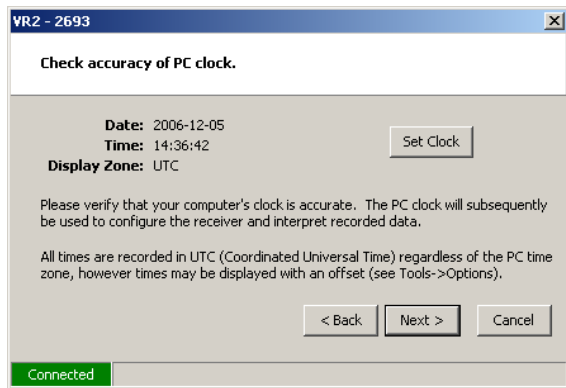 VR2 - 2693
Check accuracy of PC clock.
Date: 2006-12-05
Time: 14:36:42
Set Clock
Display Zone: UTC
Please verify that your computer's clock is accurate. The PC clock will subsequently
be used to configure the receiver and interpret recorded data.
All times are recorded in UTC (Coordinated Universal Time) regardless of the PC time
zone, however times may be displayed with an offset (see Tools->Options).
< Back Next > Cancel
Connected